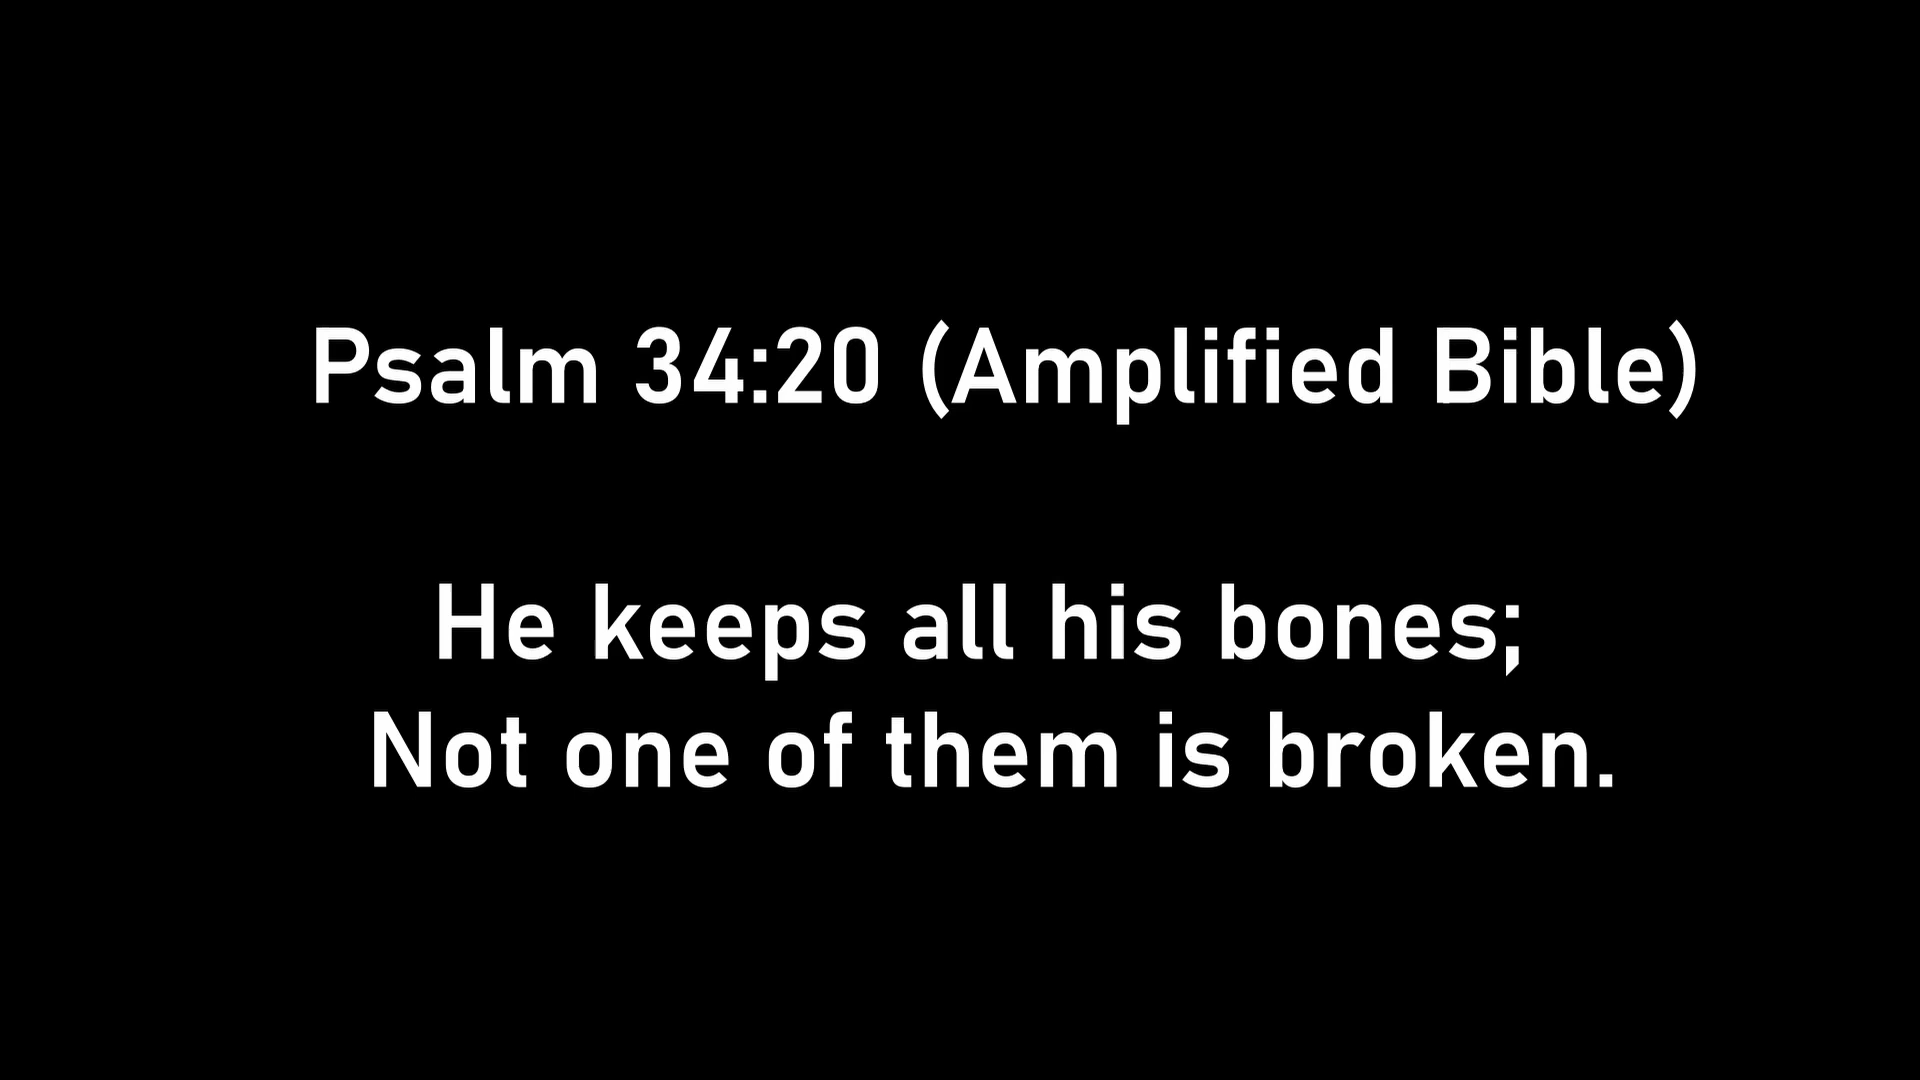 Psalm 34:20 (Amplified Bible)
He keeps all his bones;
Not one of them is broken.